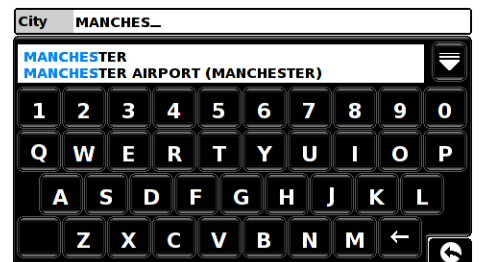 City MANCHES_
MANCHESTER
MANCHESTER AIRPORT (MANCHESTER)
1 2 3 4 5 6 7 8 9 0
Q W E R T Y U I O P
A S D F G H J K L
Z X C V B N M ←